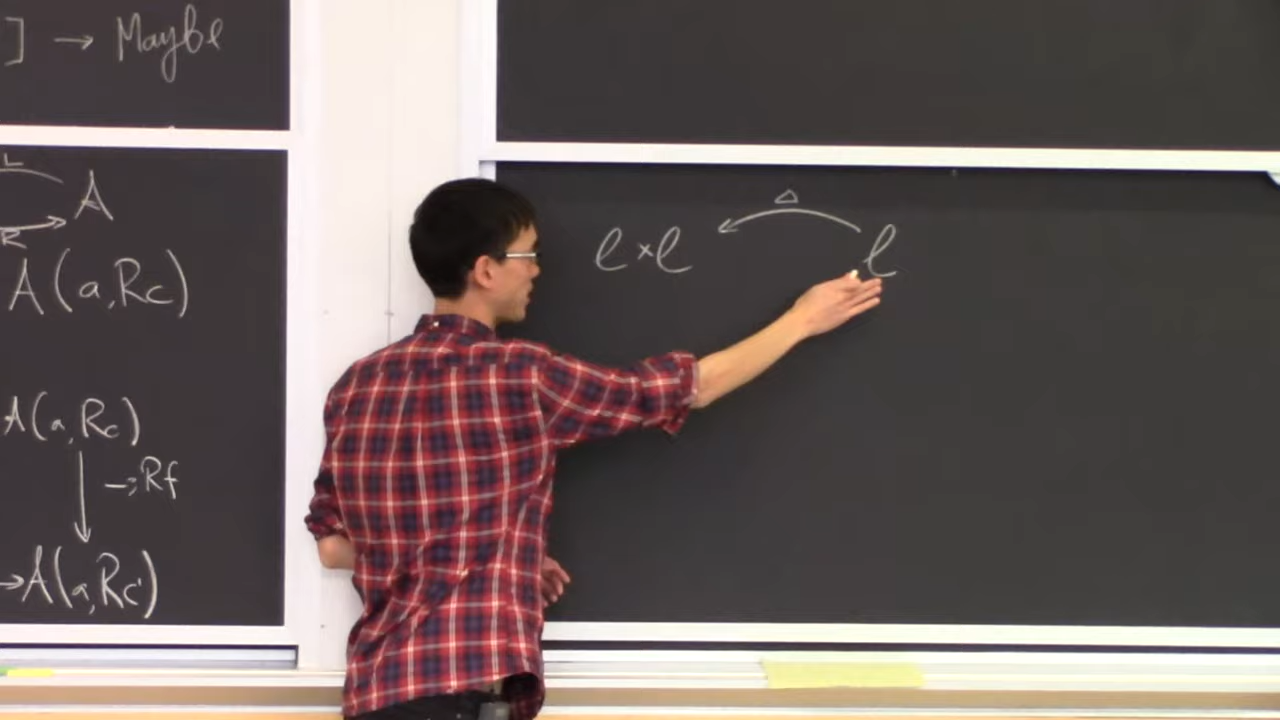 ] → Maybe
L
A
R
A(a,Rc)
A(a,Rc)
↓ -;Rf
→A(a,Rc')
Δ
C×C ← C